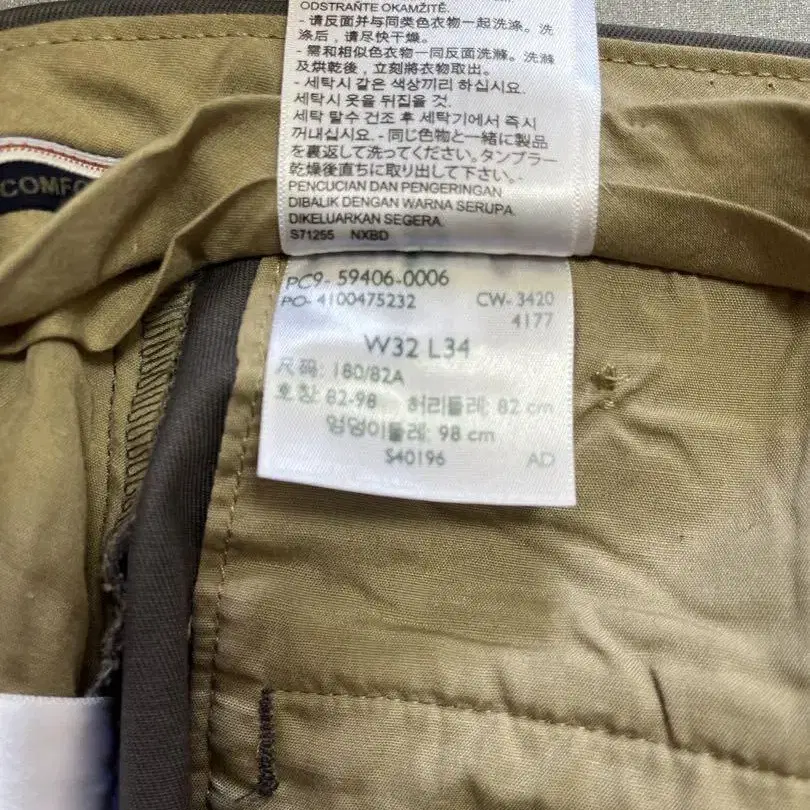 ODSTRAŇTE OKAMŽITĚ.
- 请反面并与同类色衣物一起洗涤。洗
涤后，请尽快干燥。
- 需和相似色衣物一同反面洗滌。洗滌
及烘乾後，立刻將衣物取出。
- 세탁시 같은 색상끼리 하십시요.
세탁시 옷을 뒤집을 것.
세탁 탈수 건조 후 세탁기에서 즉시
꺼내십시요. - 同じ色物と一緒に製品
を裏返して洗ってください。タンブラー
乾燥後直ちに取り出して下さい。-
PENCUCIAN DAN PENGERINGAN
DIBALIK DENGAN WARNA SERUPA.
DIKELUARKAN SEGERA.
S71255 NXBD
PC9- 59406-0006
PO- 4100475232 CW- 3420
4177
W32 L34
尺码: 180/82A
호칭: 82-98 허리둘레: 82 cm
엉덩이둘레: 98 cm
S40196 AD